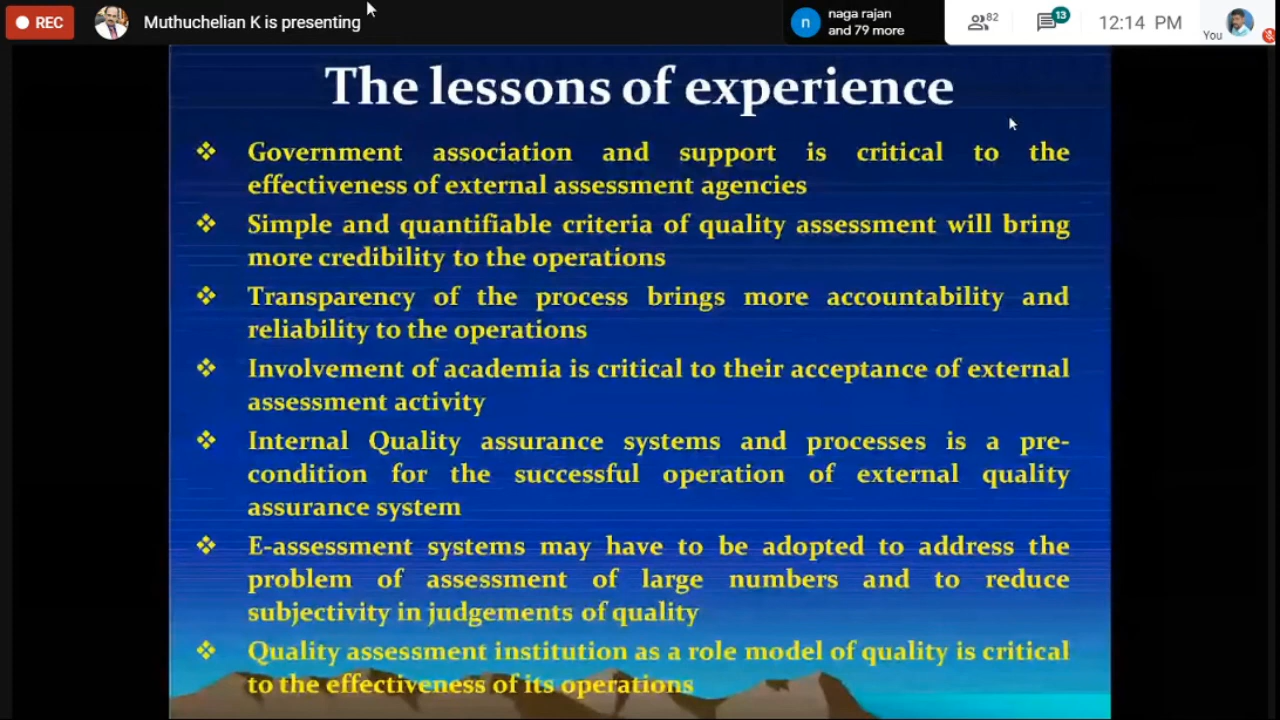 REC
Muthuchelian K is presenting
n
naga rajan
and 79 more
82
13
12:14 PM
You
The lessons of experience
❖ Government association and support is critical to the
effectiveness of external assessment agencies
❖ Simple and quantifiable criteria of quality assessment will bring
more credibility to the operations
❖ Transparency of the process brings more accountability and
reliability to the operations
❖ Involvement of academia is critical to their acceptance of external
assessment activity
❖ Internal Quality assurance systems and processes is a pre-
condition for the successful operation of external quality
assurance system
❖ E-assessment systems may have to be adopted to address the
problem of assessment of large numbers and to reduce
subjectivity in judgements of quality
❖ Quality assessment institution as a role model of quality is critical
to the effectiveness of its operations